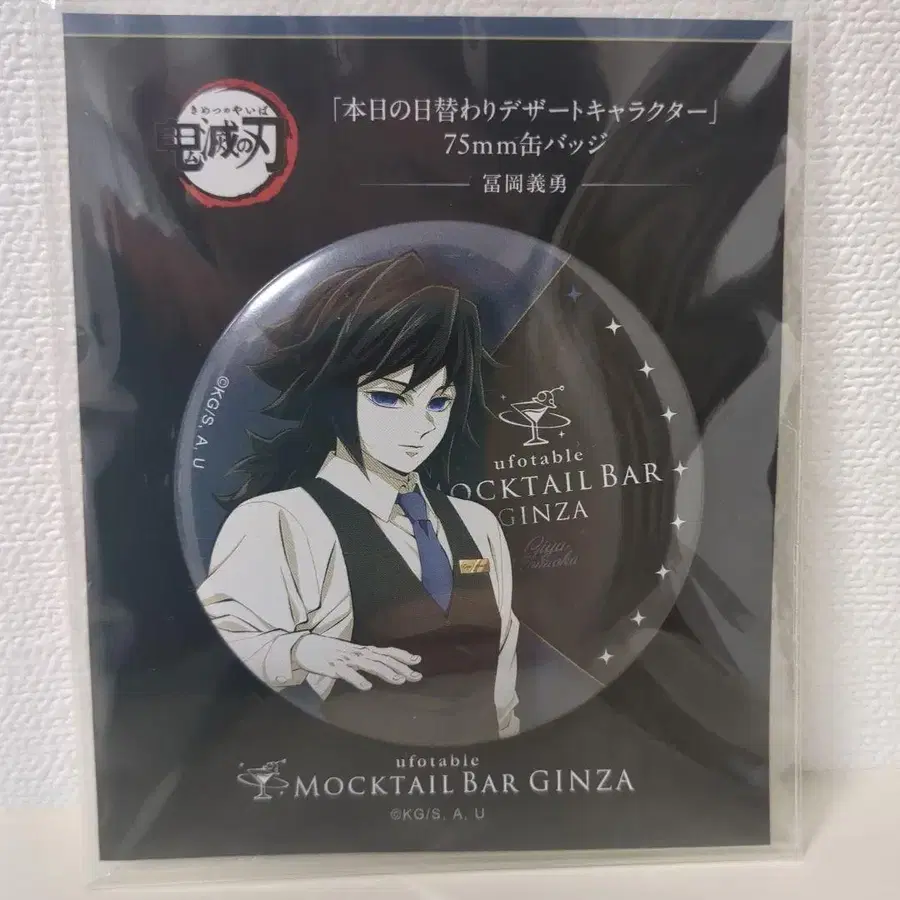 きめつのやいば
鬼滅の刃
「本日の日替わりデザートキャラクター」
75mm缶バッジ
冨岡義勇
©KG/S, A, U
ufotable
MOCKTAIL BAR
GINZA
Giyu
Tomioka
ufotable
MOCKTAIL BAR GINZA
©KG/S, A, U